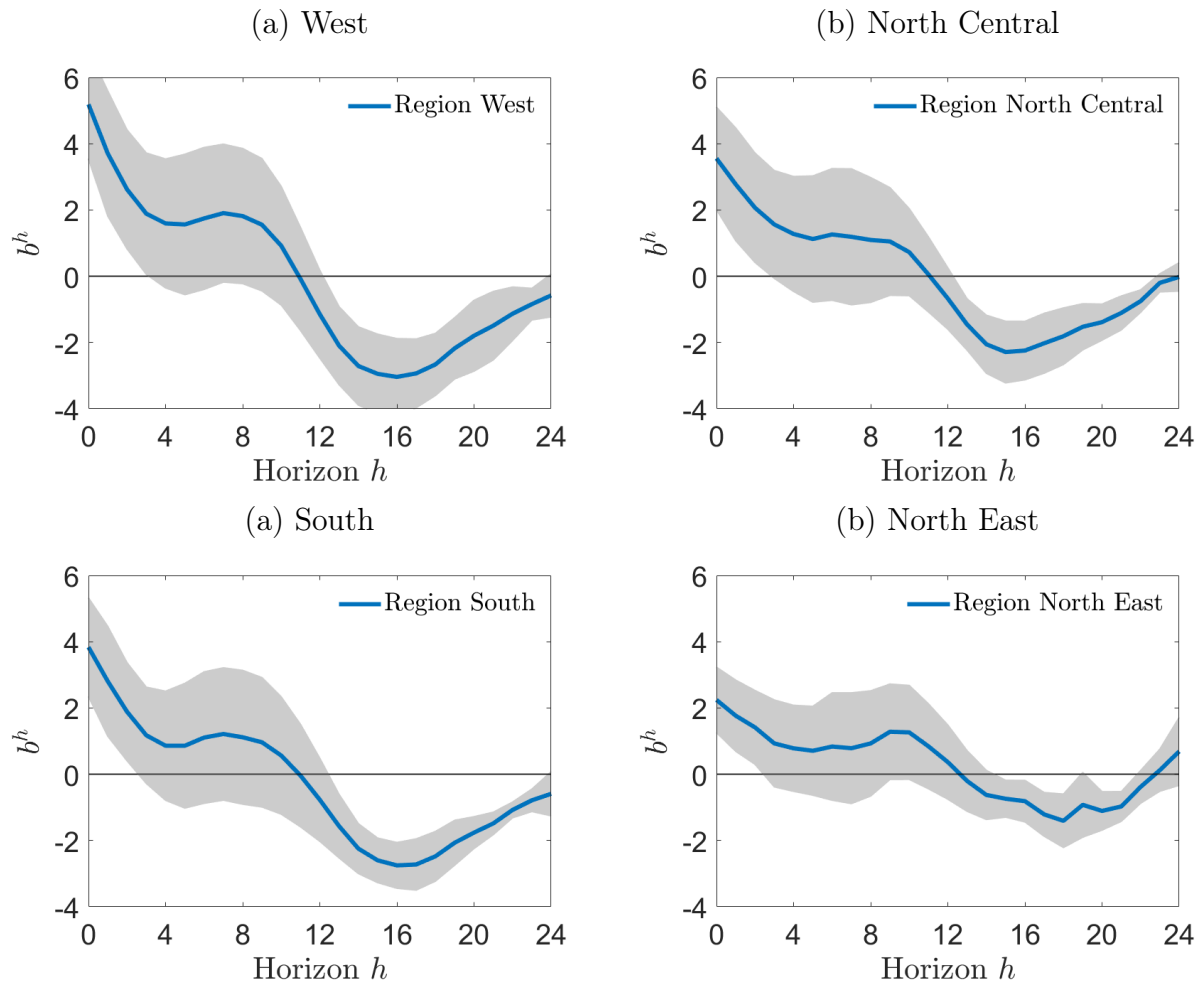 (a) West
6
4
2
0
-2
-4
b^h
Region West
0 4 8 12 16 20 24
Horizon h
(b) North Central
6
4
2
0
-2
-4
b^h
Region North Central
0 4 8 12 16 20 24
Horizon h
(a) South
6
4
2
0
-2
-4
b^h
Region South
0 4 8 12 16 20 24
Horizon h
(b) North East
6
4
2
0
-2
-4
b^h
Region North East
0 4 8 12 16 20 24
Horizon h